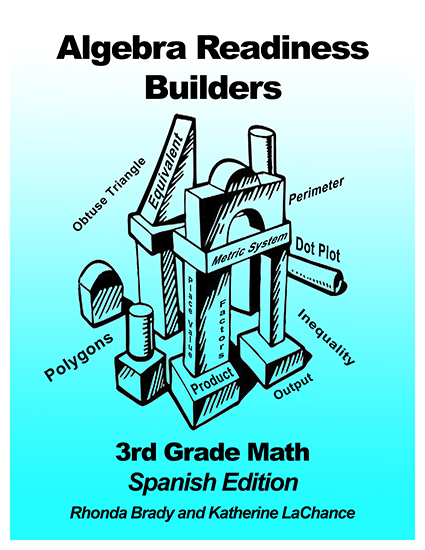 Algebra Readiness
Builders
Equivalent
Obtuse Triangle
Perimeter
Metric System
Dot Plot
Place Value
Factors
Inequality
Polygons
Product
Output
3rd Grade Math
Spanish Edition
Rhonda Brady and Katherine LaChance